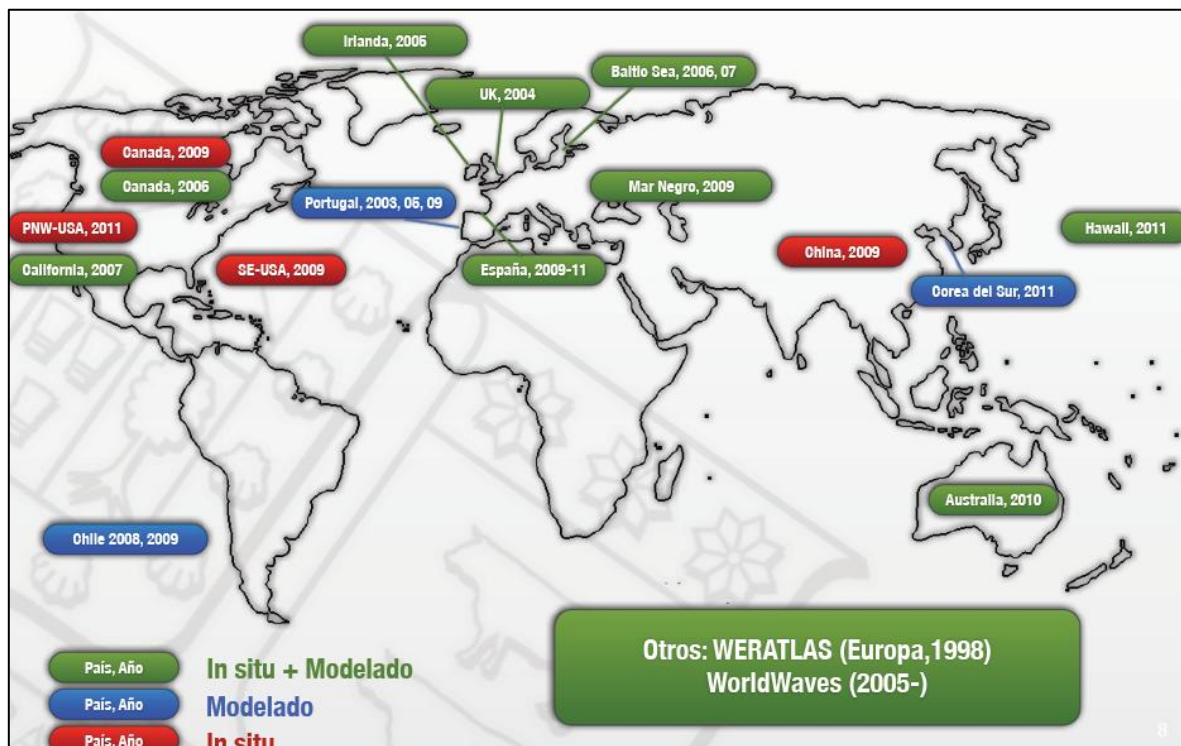 Irlanda, 2005
Baltic Sea, 2006, 07
UK, 2004
Canada, 2009
Canada, 2006
Mar Negro, 2009
Portugal, 2003, 05, 09
PNW-USA, 2011
Hawaii, 2011
China, 2009
California, 2007
SE-USA, 2009
España, 2009-11
Corea del Sur, 2011
Australia, 2010
Chile 2008, 2009
Otros: WERATLAS (Europa,1998)
WorldWaves (2005-)
País, Año In situ + Modelado
País, Año Modelado
País, Año In situ
8